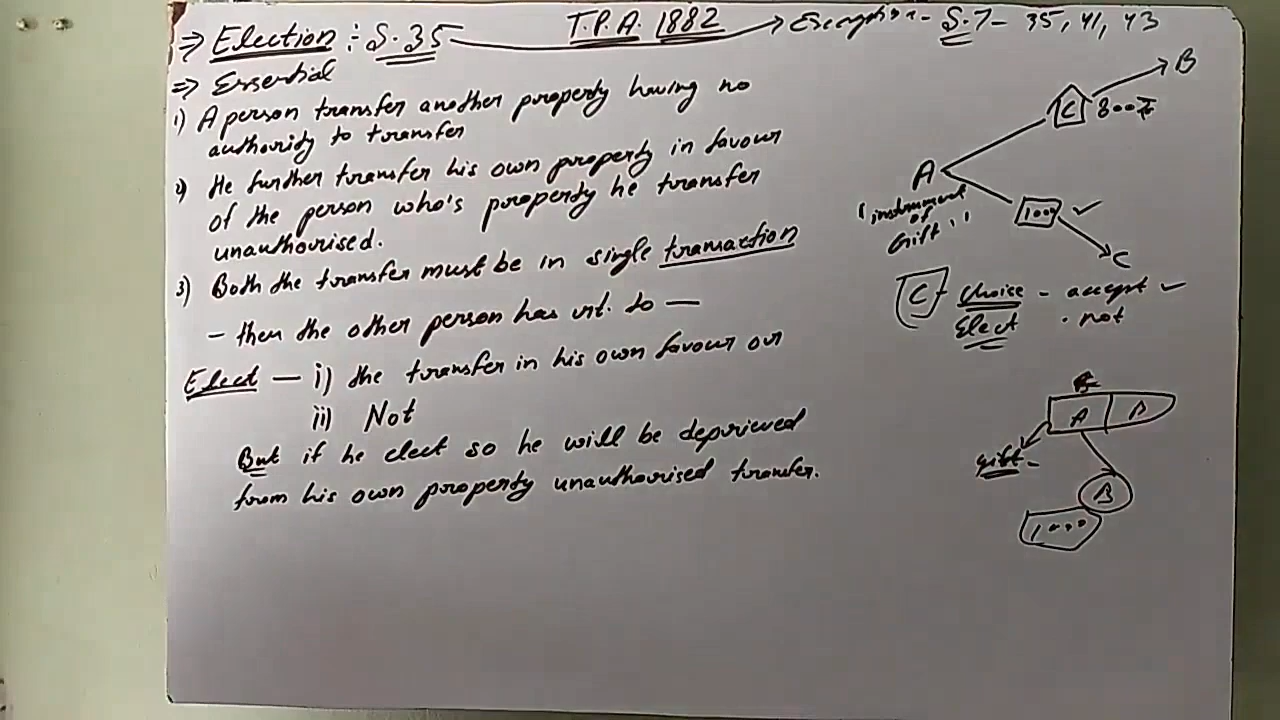 ⇒ Election : S.35
T.P.A. 1882
→ Exception - S.7 - 35, 41, 43
⇒ Essential
1) A person transfer another property having no
authority to transfer
2) He further transfer his own property in favour
of the person who's property he transfer
unauthorised.
3) Both the transfer must be in single transaction
- then the other person has rt. to —
Elect — i) the transfer in his own favour or
ii) Not
But if he elect so he will be deprieved
from his own property unauthorised transfer.
B
C 800₹
A
"instrument
of
Gift"
1000 ✓
C
C - Choise - accept ✓
Elect . not
A B
gift -
B
1000